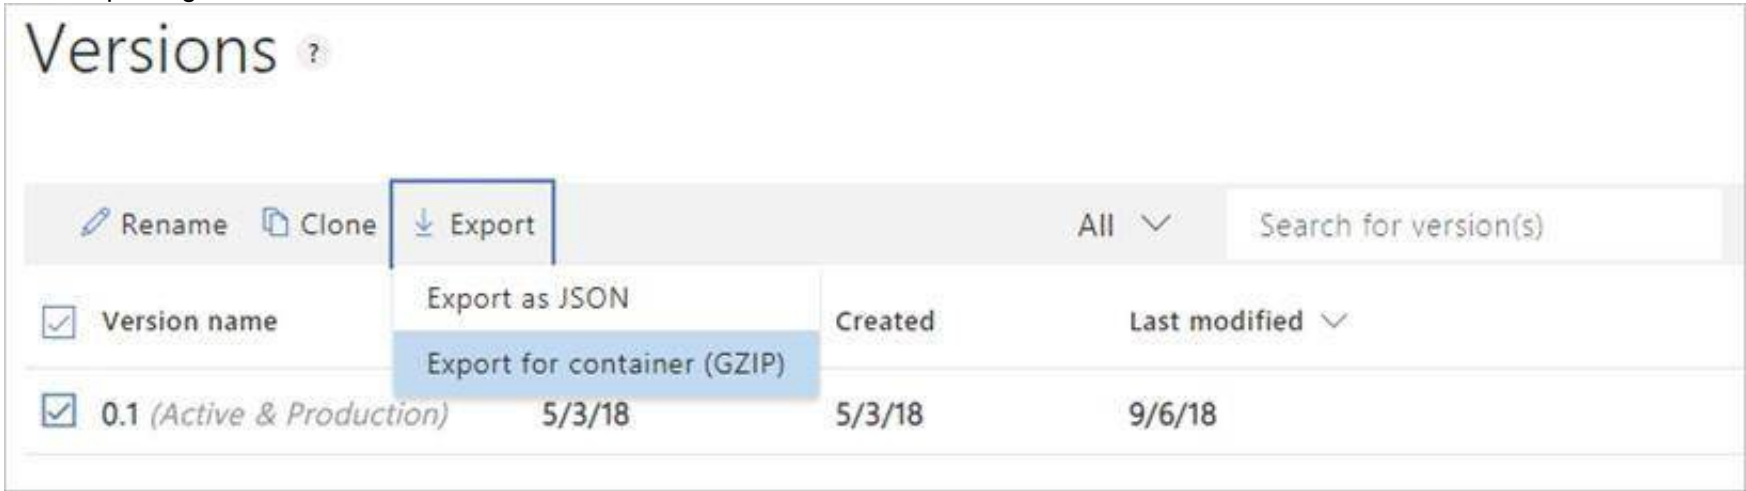 Versions ?
Rename Clone Export All Search for version(s)
Export as JSON
Version name Created Last modified
Export for container (GZIP)
0.1 (Active & Production) 5/3/18 5/3/18 9/6/18